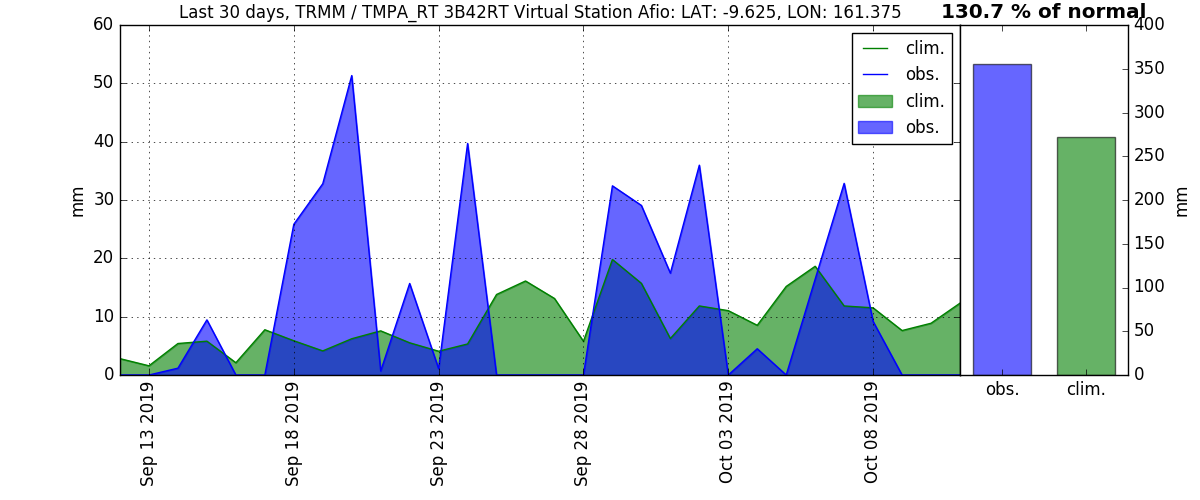 Last 30 days, TRMM / TMPA_RT 3B42RT Virtual Station Afio: LAT: -9.625, LON: 161.375
130.7 % of normal
60
50
40
30
20
10
0
mm
clim.
obs.
clim.
obs.
400
350
300
250
200
150
100
50
0
mm
obs.
clim.
Sep 13 2019
Sep 18 2019
Sep 23 2019
Sep 28 2019
Oct 03 2019
Oct 08 2019